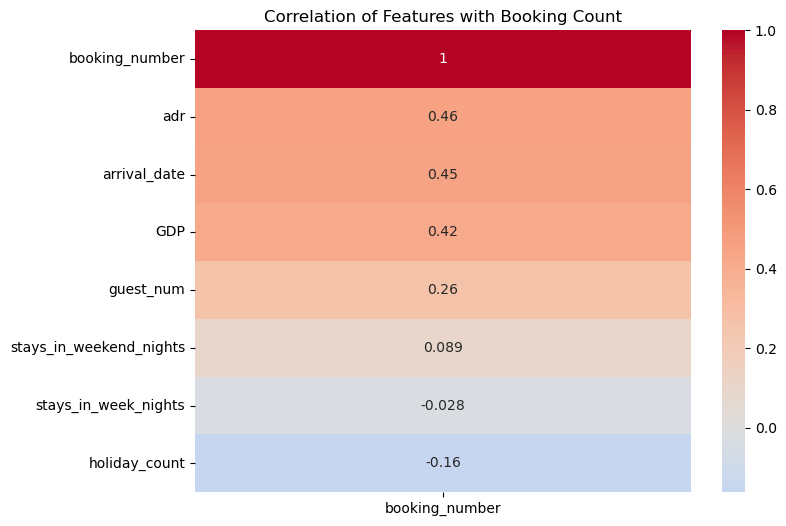 Correlation of Features with Booking Count
booking_number 1
adr 0.46
arrival_date 0.45
GDP 0.42
guest_num 0.26
stays_in_weekend_nights 0.089
stays_in_week_nights -0.028
holiday_count -0.16
booking_number
1.0
0.8
0.6
0.4
0.2
0.0